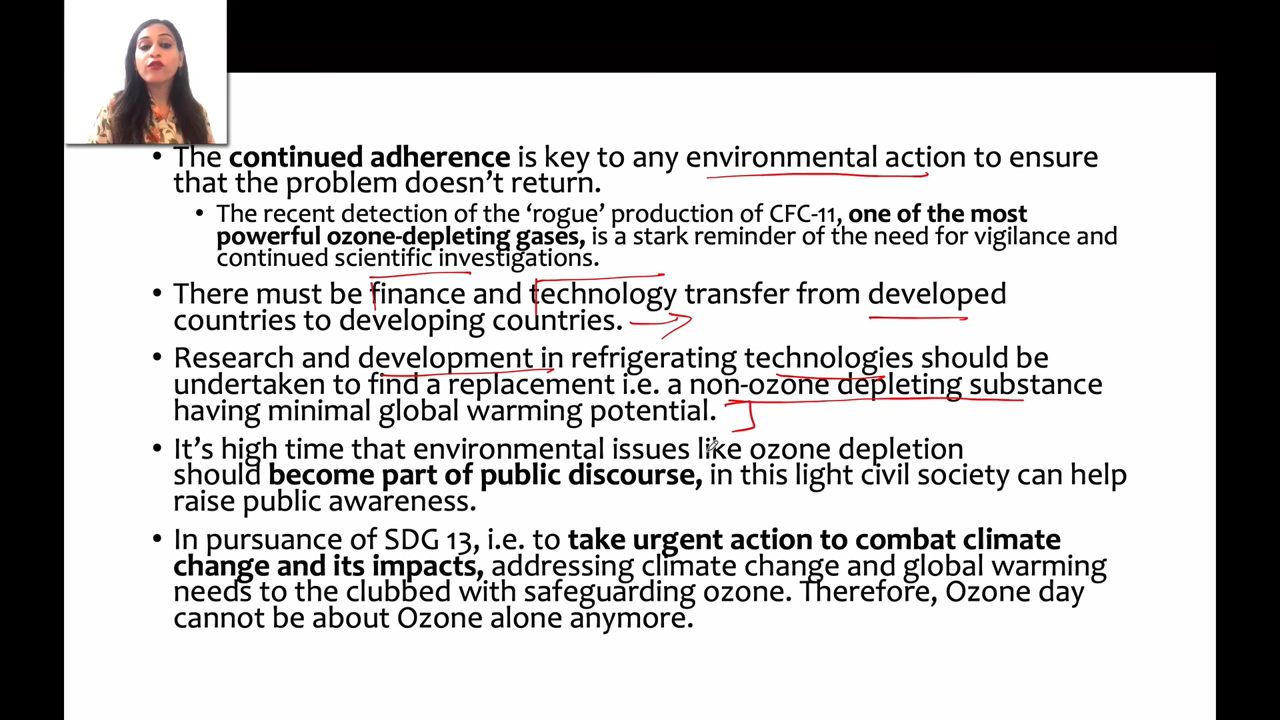 • The continued adherence is key to any environmental action to ensure
that the problem doesn't return.
• The recent detection of the ‘rogue’ production of CFC-11, one of the most
powerful ozone-depleting gases, is a stark reminder of the need for vigilance and
continued scientific investigations.
• There must be finance and technology transfer from developed
countries to developing countries.
• Research and development in refrigerating technologies should be
undertaken to find a replacement i.e. a non-ozone depleting substance
having minimal global warming potential.
• It's high time that environmental issues like ozone depletion
should become part of public discourse, in this light civil society can help
raise public awareness.
• In pursuance of SDG 13, i.e. to take urgent action to combat climate
change and its impacts, addressing climate change and global warming
needs to the clubbed with safeguarding ozone. Therefore, Ozone day
cannot be about Ozone alone anymore.